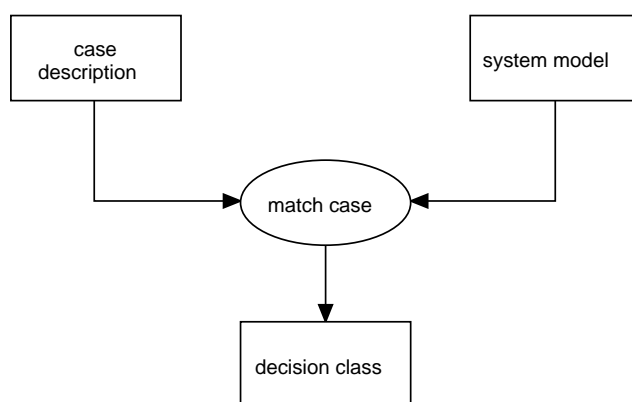 case
description
system model
match case
decision class